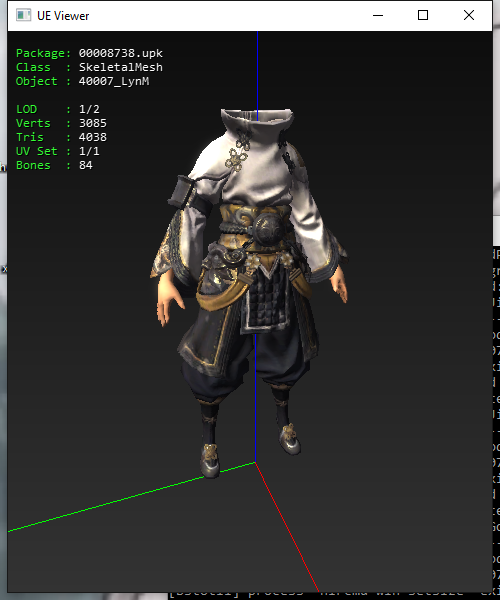 UE Viewer
Package: 00008738.upk
Class : SkeletalMesh
Object : 40007_LynM
LOD : 1/2
Verts : 3085
Tris : 4038
UV Set : 1/1
Bones : 84